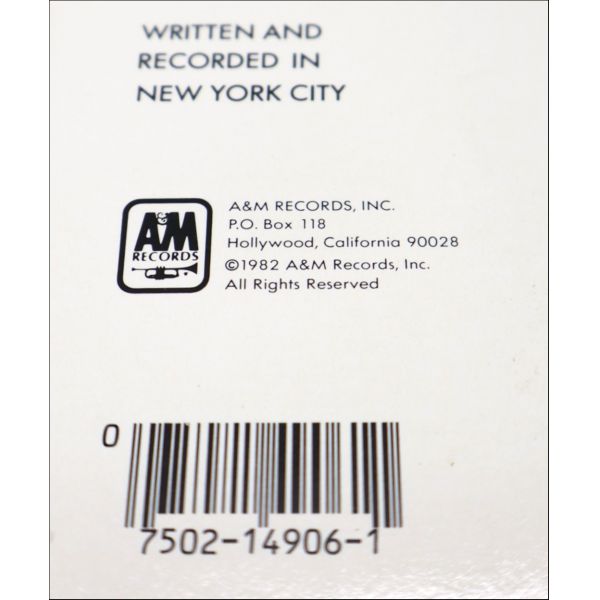 WRITTEN AND
RECORDED IN
NEW YORK CITY
A&M
RECORDS
A&M RECORDS, INC.
P.O. Box 118
Hollywood, California 90028
©1982 A&M Records, Inc.
All Rights Reserved
0
7502-14906-1